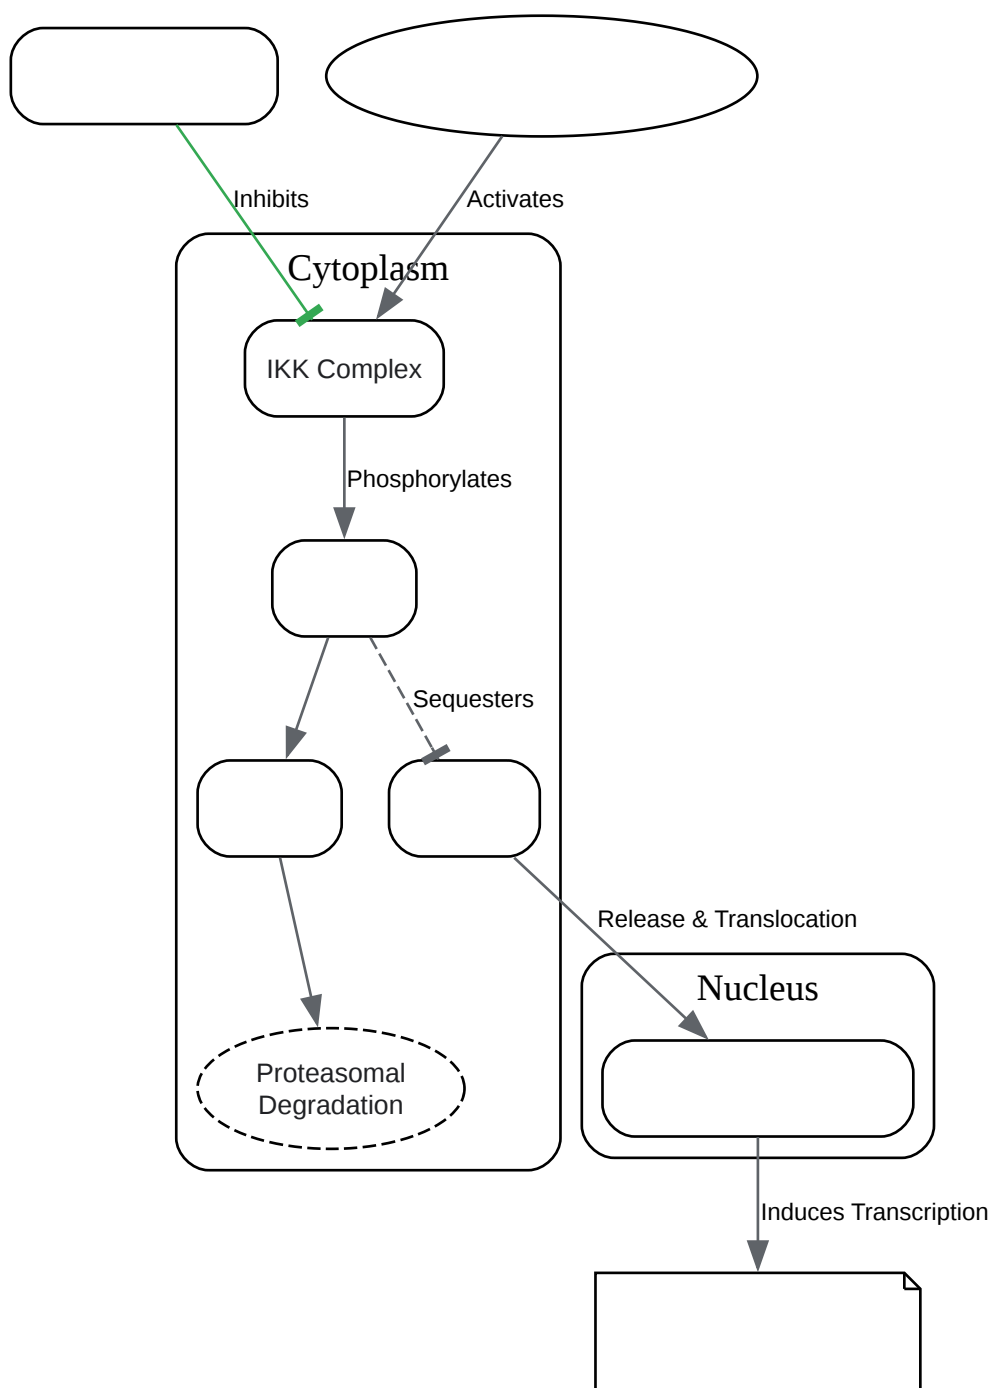 Inhibits
Activates
Cytoplasm
IKK Complex
Phosphorylates
Sequesters
Release & Translocation
Nucleus
Proteasomal
Degradation
Induces Transcription